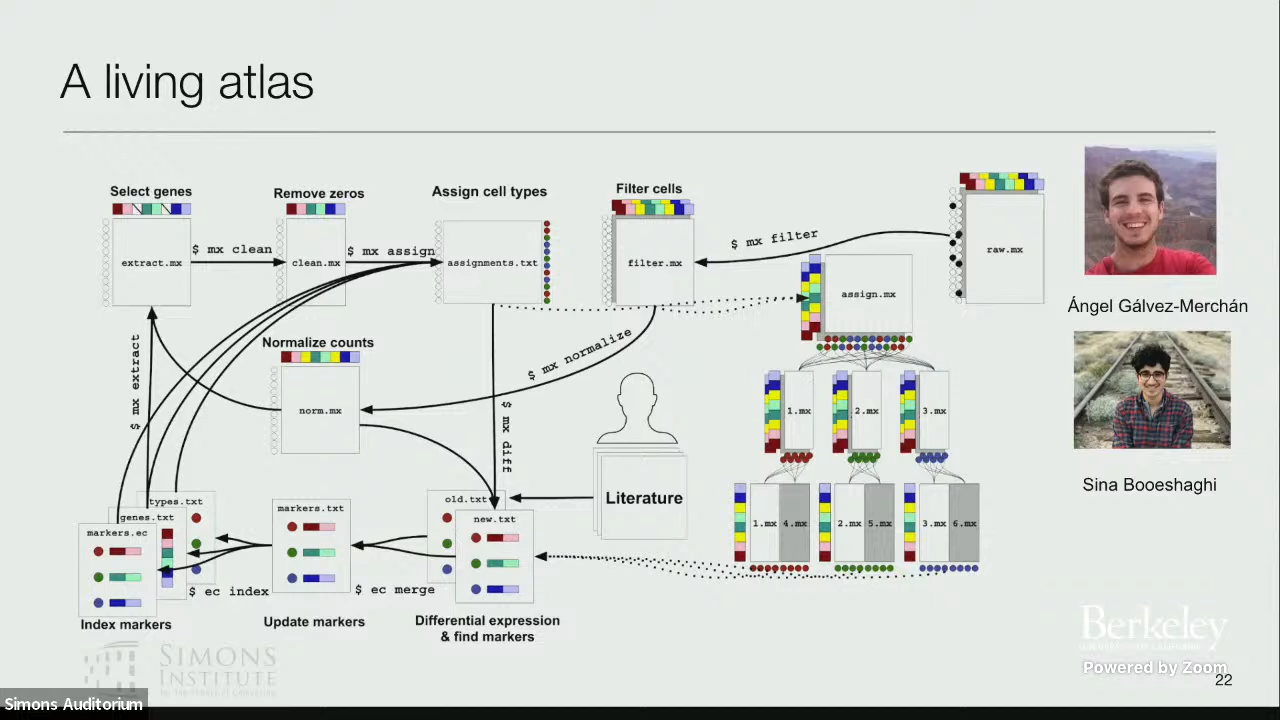 A living atlas
Select genes
Remove zeros
Assign cell types
Filter cells
extract.mx
$ mx clean
clean.mx
$ mx assign
assignments.txt
filter.mx
$ mx filter
raw.mx
assign.mx
Ángel Gálvez-Merchán
$ mx extract
Normalize counts
norm.mx
$ mx normalize
$ mx diff
1.mx
2.mx
3.mx
Sina Booeshaghi
Literature
types.txt
genes.txt
markers.ec
markers.txt
old.txt
new.txt
1.mx 4.mx
2.mx 5.mx
3.mx 6.mx
$ ec index
$ ec merge
Index markers
Update markers
Differential expression
& find markers
Simons
Institute
Berkeley
Powered by Zoom
22
Simons Auditorium